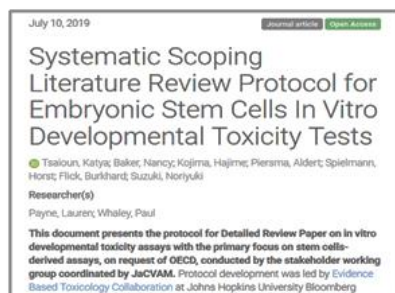 July 10, 2019
Journal article Open Access
Systematic Scoping
Literature Review Protocol for
Embryonic Stem Cells In Vitro
Developmental Toxicity Tests
Tsaioun, Katya; Baker, Nancy; Kojima, Hajime; Piersma, Aldert; Spielmann,
Horst; Flick, Burkhard; Suzuki, Noriyuki
Researcher(s)
Payne, Lauren; Whaley, Paul
This document presents the protocol for Detailed Review Paper on in vitro
developmental toxicity assays with the primary focus on stem cells-
derived assays, on request of OECD, conducted by the stakeholder working
group coordinated by JaCVAM. Protocol development was led by Evidence
Based Toxicology Collaboration at Johns Hopkins University Bloomberg